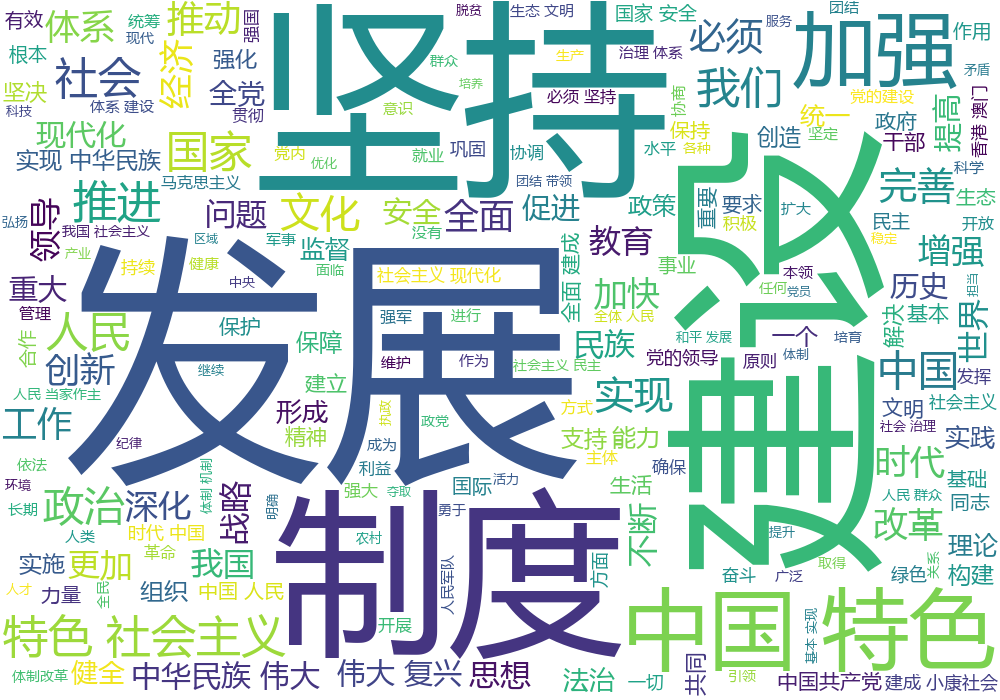 有效
体系
统筹
现代
推动
强国
根本
坚决
科技
社会
体系 建设
经济
强化
全党
贯彻
现代化
实现 中华民族
国家
马克思主义
党内
优化
意识
群众
培养
脱贫
生态 文明
坚持
就业
巩固
协调
团结 带领
生产
治理 体系
必须 坚持
国家 安全
必须
我们
协商
保持
各种
水平
团结
服务
加强
作用
矛盾
党的建设
统一
政府
坚定
创造
干部
提高
香港 澳门
科学
弘扬
领导
推进
我国 社会主义
问题
文化
安全
没有
全面
促进
政策
重要
要求
积极
扩大
民主
完善
生态
开放
产业
持续
区域
健康
军事
监督
面临
中央
教育
事业
建设
本领
任何
党员
稳定
历史
增强
担当
重大
管理
人民
合作
保护
保障
发展
社会主义 现代化
强军
进行
维护
作为
全面 建成
加快
全体 人民
民族
和平 发展
党的领导
原则
一个
体制
培育
解决
基本
世界
发挥
创新
继续
建立
人民 当家作主
社会主义 民主
实现
中国
社会主义
文明
社会 治理
工作
纪律
形成
精神
执政
政党
方式
支持 能力
成为
主体
利益
确保
实践
时代
依法
环境
长期
政治
深化
体制 机制
战略
明确
强大
夺取
国际
活力
勇于
生活
不断
基础
同志
人民 群众
改革
人类
时代 中国
革命
我国
制度
农村
人民军队
方面
提升
取得
理论
实施
更加
关系
构建
绿色
奋斗
广泛
人才
力量
全民
组织
中国 人民
开展
中国 特色
特色 社会主义
基本 实现
体制改革
健全
中华民族 伟大
伟大 复兴
思想
法治
一切
共同
引领
中国共产党
建成 小康社会